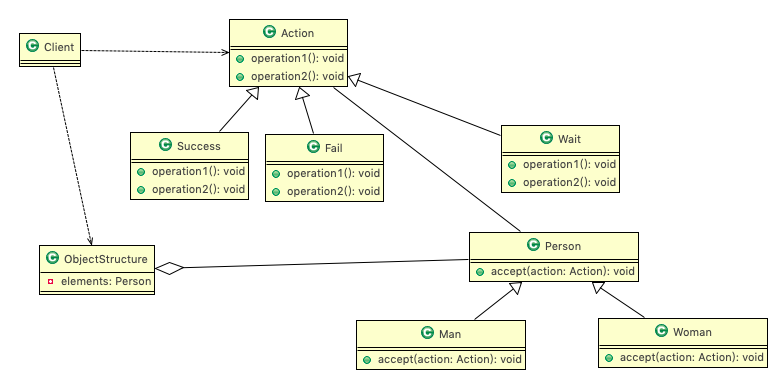 Client
Action
operation1(): void
operation2(): void
Success
operation1(): void
operation2(): void
Fail
operation1(): void
operation2(): void
Wait
operation1(): void
operation2(): void
ObjectStructure
elements: Person
Person
accept(action: Action): void
Man
accept(action: Action): void
Woman
accept(action: Action): void